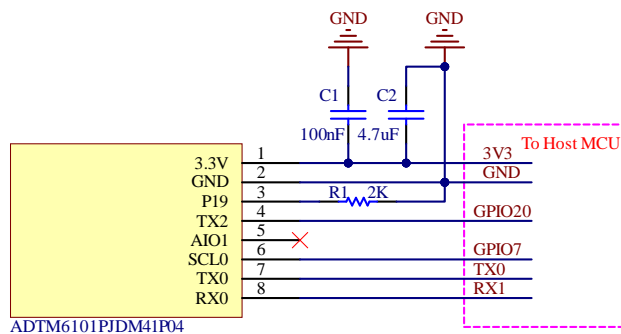 GND GND
C1 C2
100nF 4.7uF
To Host MCU
3.3V 1 3V3
GND 2 GND
P19 3 R1 2K
TX2 4 GPIO20
AIO1 5
SCL0 6 GPIO7
TX0 7 TX0
RX0 8 RX1
ADTM6101PJDM41P04